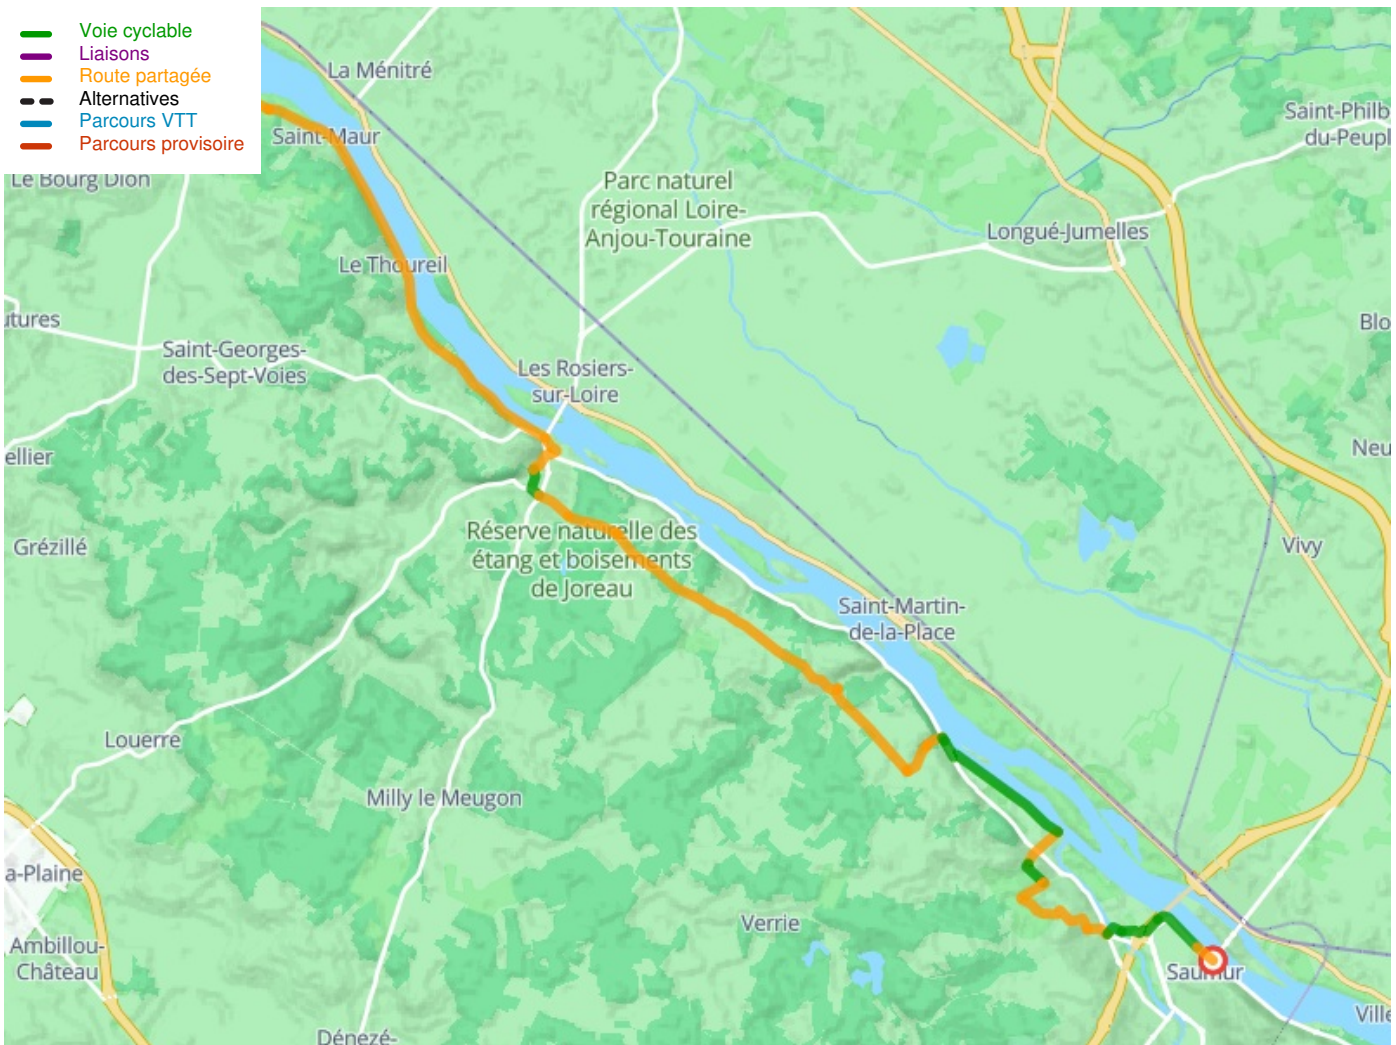 Voie cyclable
Liaisons
Route partagée
Alternatives
Parcours VTT
Parcours provisoire
La Ménitré
Saint-Maur
Le Bourg Dion
Saint-Philb
du-Peupl
Parc naturel
régional Loire-
Anjou-Touraine
Longué-Jumelles
Le Thoureil
utures
Blo
Saint-Georges-
des-Sept-Voies
Les Rosiers-
sur-Loire
ellier
Neu
Réserve naturelle des
étang et boisements
de Joreau
Grézillé
Vivy
Saint-Martin-
de-la-Place
Louerre
Milly le Meugon
a-Plaine
Verrie
Ambillou-
Château
Saumur
Ville
Dénezé-